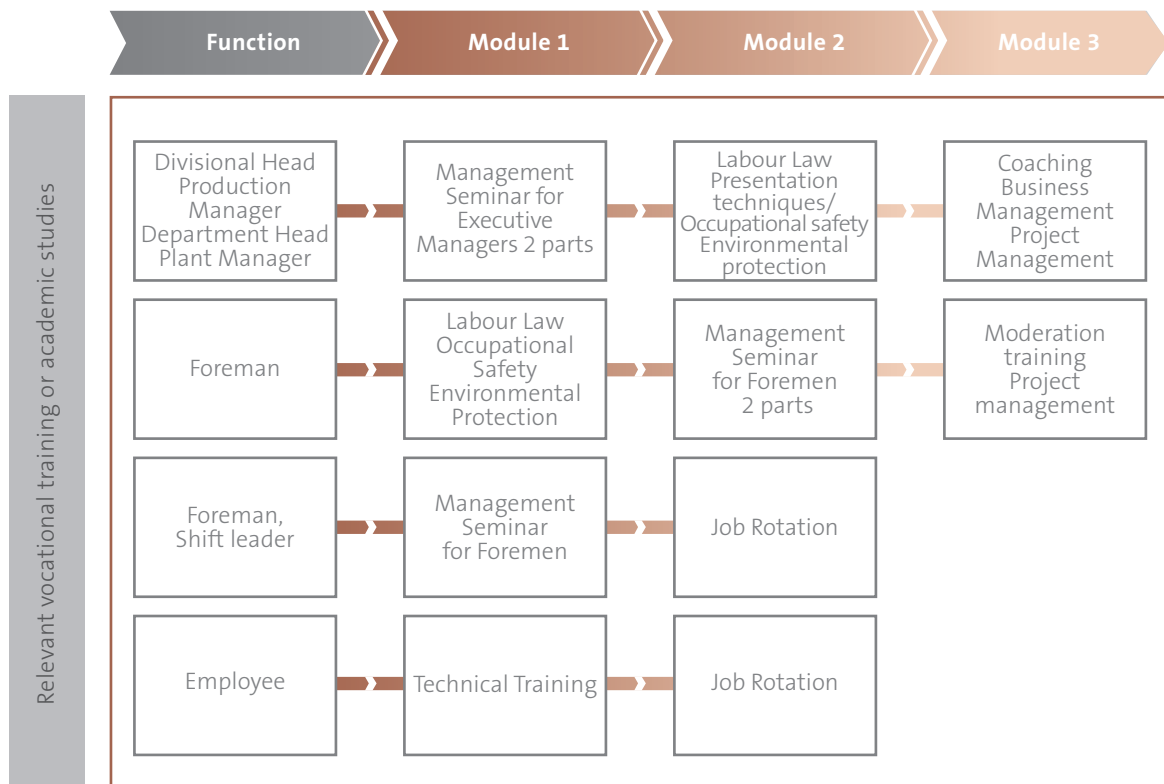 Function
Module 1
Module 2
Module 3
Relevant vocational training or academic studies
Divisional Head
Production
Manager
Department Head
Plant Manager
Management
Seminar for
Executive
Managers 2 parts
Labour Law
Presentation
techniques/
Occupational safety
Environmental
protection
Coaching
Business
Management
Project
Management
Foreman
Labour Law
Occupational
Safety
Environmental
Protection
Management
Seminar
for Foremen
2 parts
Moderation
training
Project
management
Foreman,
Shift leader
Management
Seminar
for Foremen
Job Rotation
Employee
Technical Training
Job Rotation